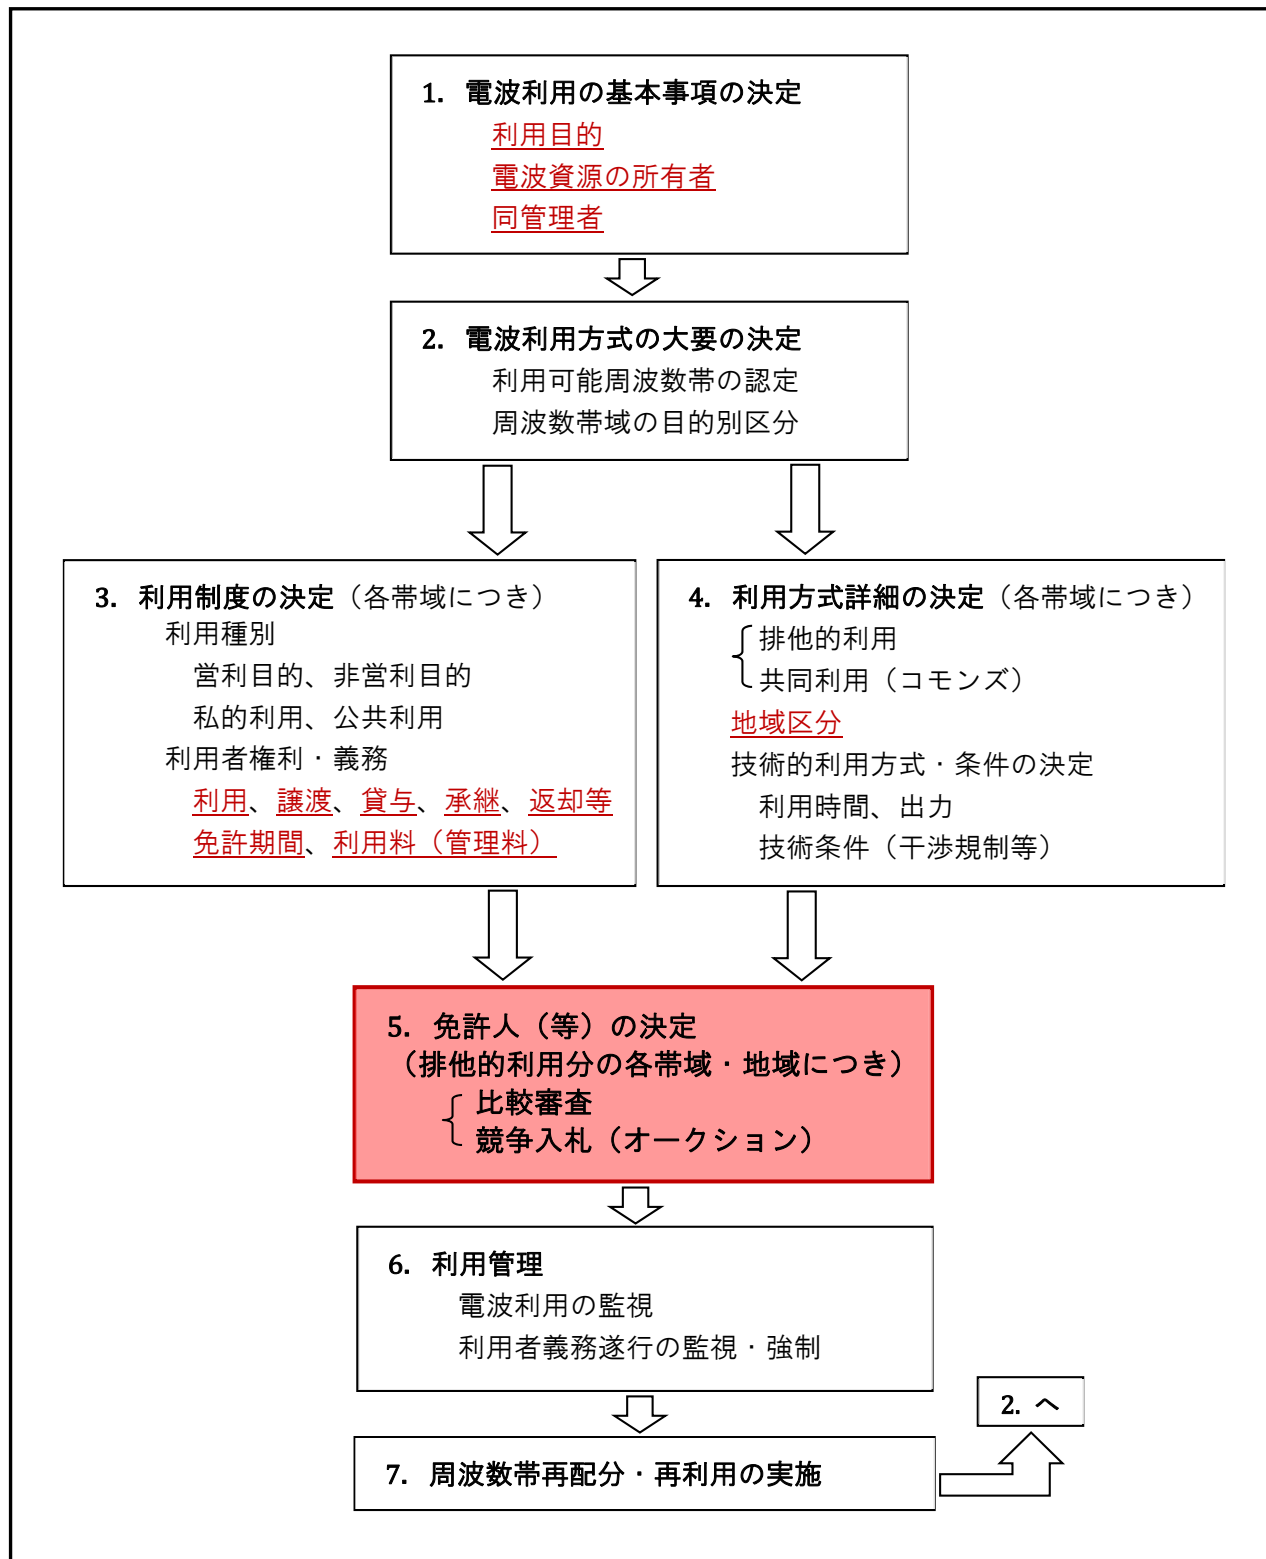 1. 電波利用の基本事項の決定
利用目的
電波資源の所有者
同管理者
2. 電波利用方式の大要の決定
利用可能周波数帯の認定
周波数帯域の目的別区分
3. 利用制度の決定（各帯域につき）
利用種別
営利目的、非営利目的
私的利用、公共利用
利用者権利・義務
利用、譲渡、貸与、承継、返却等
免許期間、利用料（管理料）
4. 利用方式詳細の決定（各帯域につき）
排他的利用
共同利用（コモンズ）
地域区分
技術的利用方式・条件の決定
利用時間、出力
技術条件（干渉規制等）
5. 免許人（等）の決定
（排他的利用分の各帯域・地域につき）
比較審査
競争入札（オークション）
6. 利用管理
電波利用の監視
利用者義務遂行の監視・強制
7. 周波数帯再配分・再利用の実施
2. へ